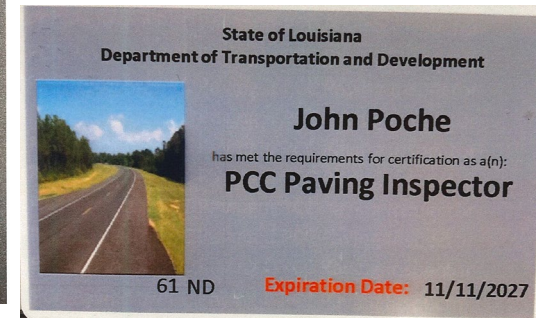 State of Louisiana
Department of Transportation and Development
John Poche
has met the requirements for certification as a(n):
PCC Paving Inspector
61 ND
Expiration Date: 11/11/2027